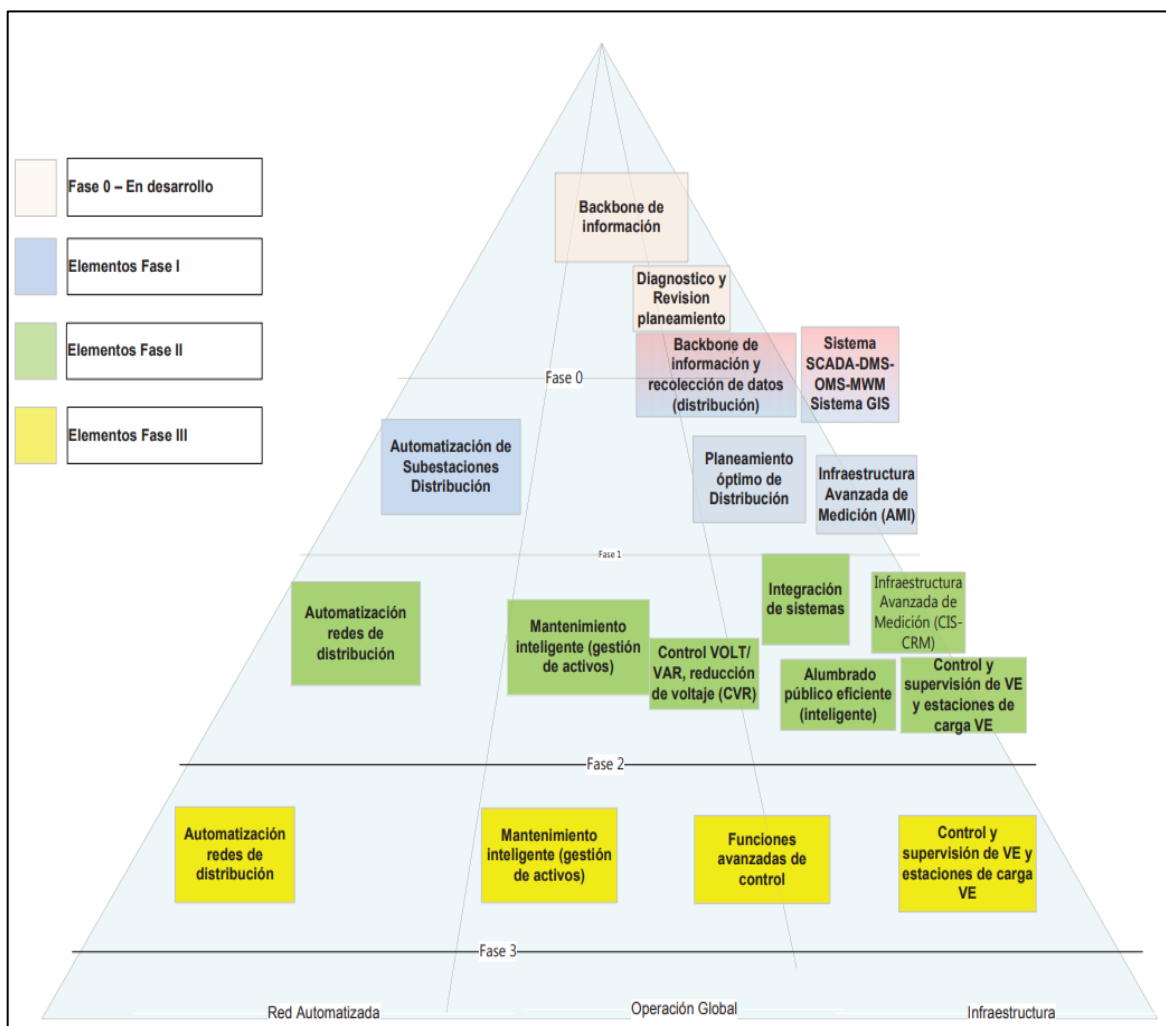 Fase 0 – En desarrollo
Elementos Fase I
Elementos Fase II
Elementos Fase III
Backbone de
información
Diagnostico y
Revision
planeamiento
Backbone de
información y
recolección de datos
(distribución)
Sistema
SCADA-DMS-
OMS-MWM
Sistema GIS
Fase 0
Automatización de
Subestaciones
Distribución
Planeamiento
óptimo de
Distribución
Infraestructura
Avanzada de
Medición (AMI)
Fase 1
Automatización
redes de
distribución
Mantenimiento
inteligente (gestión
de activos)
Control VOLT/
VAR, reducción
de voltaje (CVR)
Integración
de sistemas
Infraestructura
Avanzada de
Medición (CIS-
CRM)
Alumbrado
público eficiente
(inteligente)
Control y
supervisión de VE
y estaciones de
carga VE
Fase 2
Automatización
redes de
distribución
Mantenimiento
inteligente (gestión
de activos)
Funciones
avanzadas de
control
Control y
supervisión de VE y
estaciones de carga
VE
Fase 3
Red Automatizada
Operación Global
Infraestructura